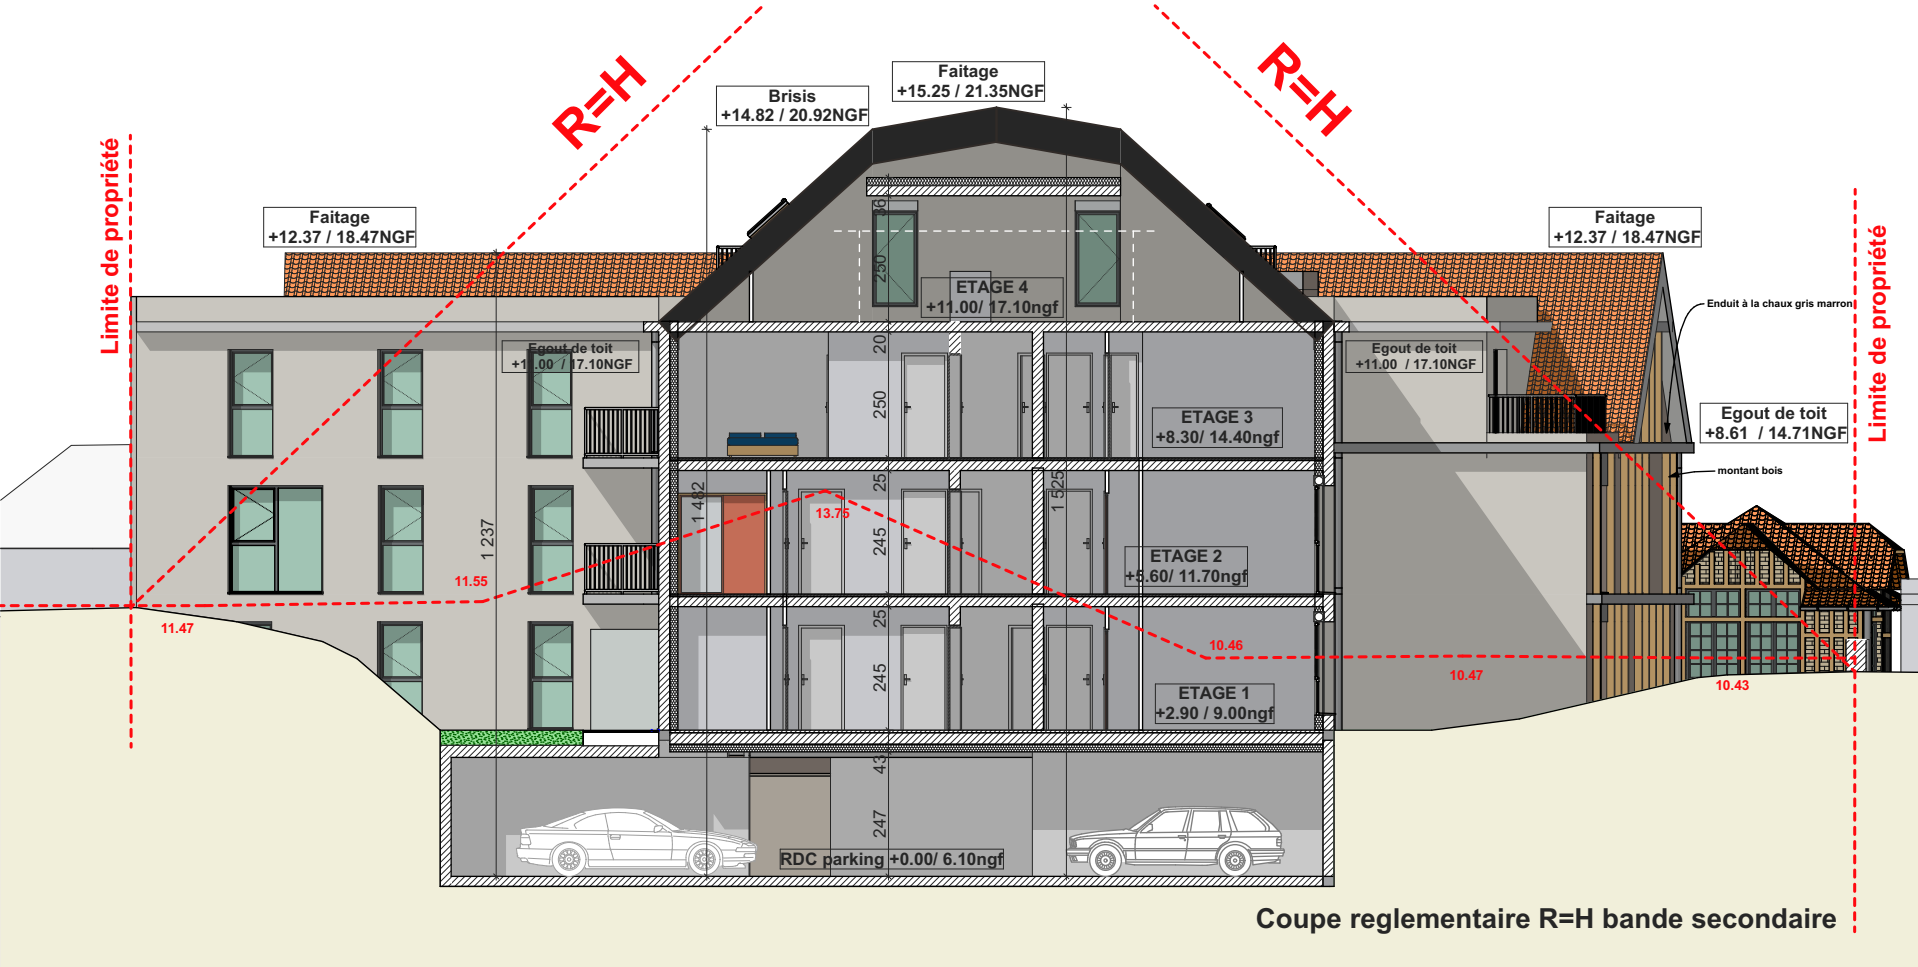 R=H
R=H
Faitage
+15.25 / 21.35NGF
Brisis
+14.82 / 20.92NGF
Limite de propriété
Faitage
+12.37 / 18.47NGF
Faitage
+12.37 / 18.47NGF
Limite de propriété
36
250
ETAGE 4
+11.00/ 17.10ngf
Enduit à la chaux gris marron
20
Egout de toit
+11.00 / 17.10NGF
Egout de toit
+11.00 / 17.10NGF
250
ETAGE 3
+8.30/ 14.40ngf
Egout de toit
+8.61 / 14.71NGF
montant bois
25
1 482
1 525
13.75
1 237
245
ETAGE 2
+5.60/ 11.70ngf
11.55
11.47
25
10.46
10.47
10.43
245
ETAGE 1
+2.90 / 9.00ngf
43
247
RDC parking +0.00/ 6.10ngf
Coupe reglementaire R=H bande secondaire